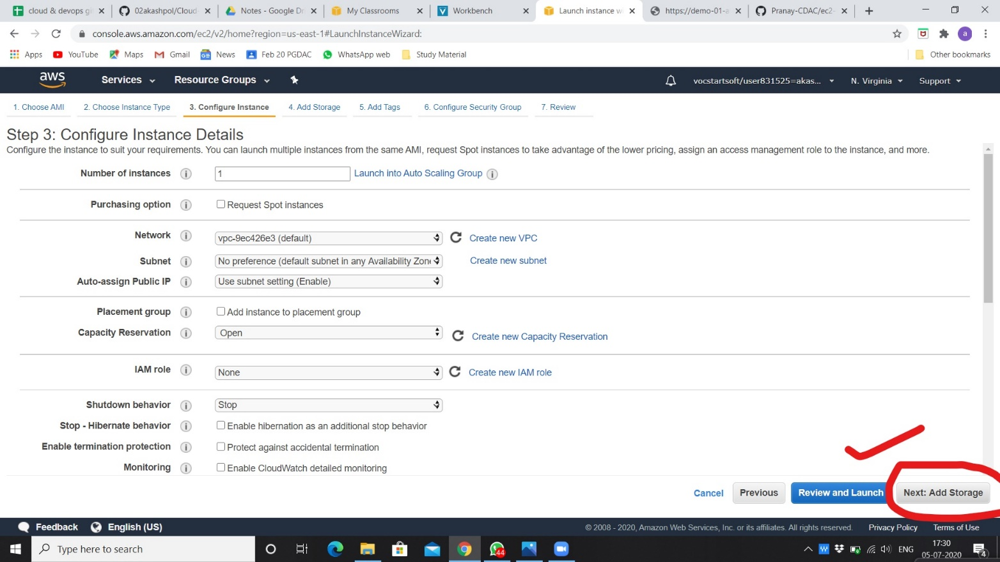 cloud & devops gi
02akashpol/Cloud-
Notes - Google Dri
My Classrooms
Workbench
Launch instance w
https://demo-01-a
Pranay-CDAC/ec2-
console.aws.amazon.com/ec2/v2/home?region=us-east-1#LaunchInstanceWizard:
a
Apps
YouTube
Maps
Gmail
News
Feb 20 PGDAC
WhatsApp web
Study Material
Other bookmarks
aws
Services
Resource Groups
vocstartsoft/user831525=akas...
N. Virginia
Support
1. Choose AMI
2. Choose Instance Type
3. Configure Instance
4. Add Storage
5. Add Tags
6. Configure Security Group
7. Review
Step 3: Configure Instance Details
Configure the instance to suit your requirements. You can launch multiple instances from the same AMI, request Spot instances to take advantage of the lower pricing, assign an access management role to the instance, and more.
Number of instances i 1 Launch into Auto Scaling Group i
Purchasing option i Request Spot instances
Network i vpc-9ec426e3 (default) Create new VPC
Subnet i No preference (default subnet in any Availability Zon Create new subnet
Auto-assign Public IP i Use subnet setting (Enable)
Placement group i Add instance to placement group
Capacity Reservation i Open Create new Capacity Reservation
IAM role i None Create new IAM role
Shutdown behavior i Stop
Stop - Hibernate behavior i Enable hibernation as an additional stop behavior
Enable termination protection i Protect against accidental termination
Monitoring i Enable CloudWatch detailed monitoring
Cancel
Previous
Review and Launch
Next: Add Storage
Feedback
English (US)
© 2008 - 2020, Amazon Web Services, Inc. or its affiliates. All rights reserved.
Privacy Policy
Terms of Use
Type here to search
44
W
ENG
17:30
05-07-2020
4